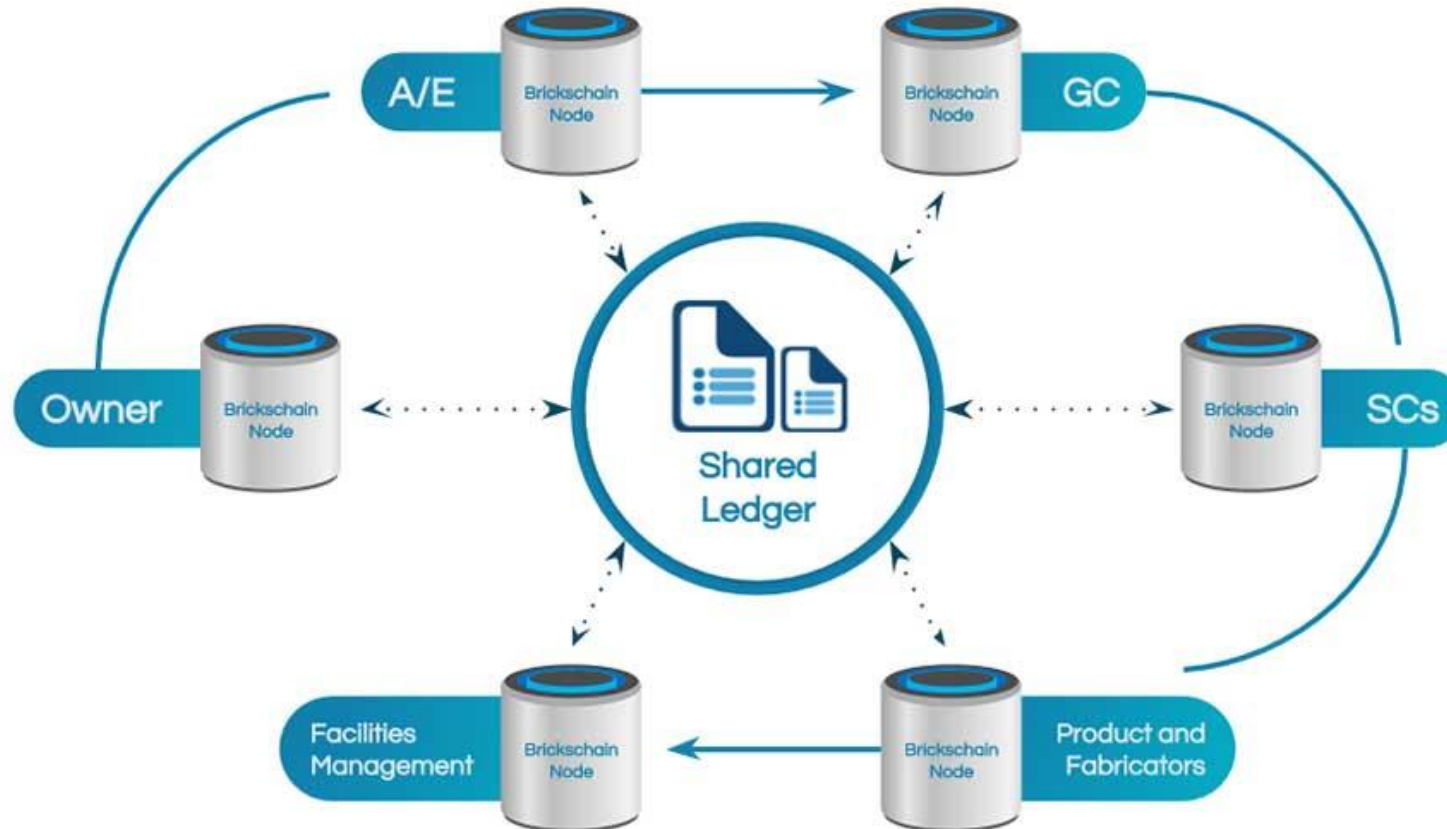 A/E
Brickschain
Node
Brickschain
Node
GC
Owner
Brickschain
Node
Shared
Ledger
Brickschain
Node
SCs
Facilities
Management
Brickschain
Node
Brickschain
Node
Product and
Fabricators